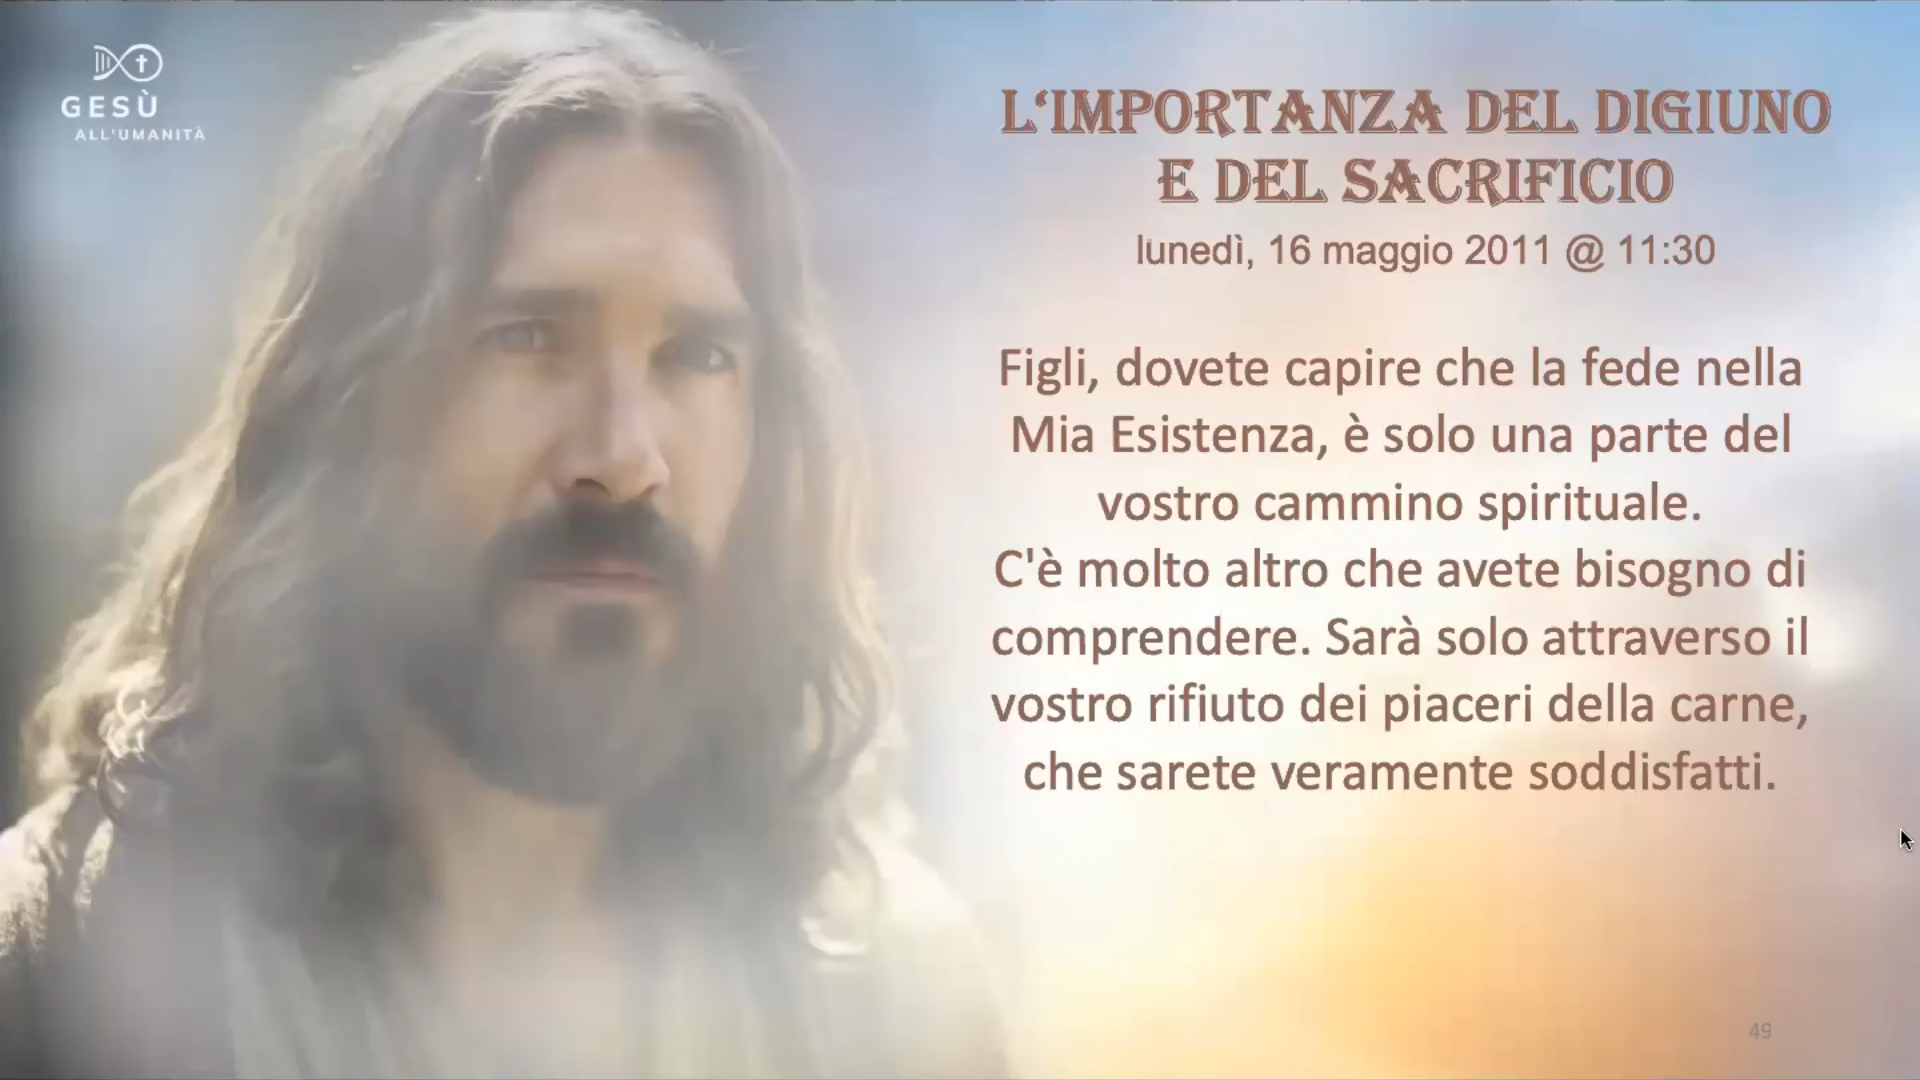 GESÙ
ALL'UMANITÀ
L‘IMPORTANZA DEL DIGIUNO
E DEL SACRIFICIO
lunedì, 16 maggio 2011 @ 11:30
Figli, dovete capire che la fede nella
Mia Esistenza, è solo una parte del
vostro cammino spirituale.
C'è molto altro che avete bisogno di
comprendere. Sarà solo attraverso il
vostro rifiuto dei piaceri della carne,
che sarete veramente soddisfatti.
49